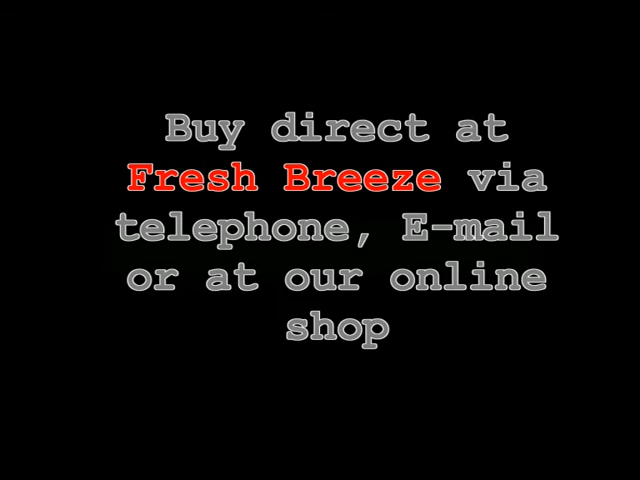 Buy direct at
Fresh Breeze via
telephone, E-mail
or at our online
shop